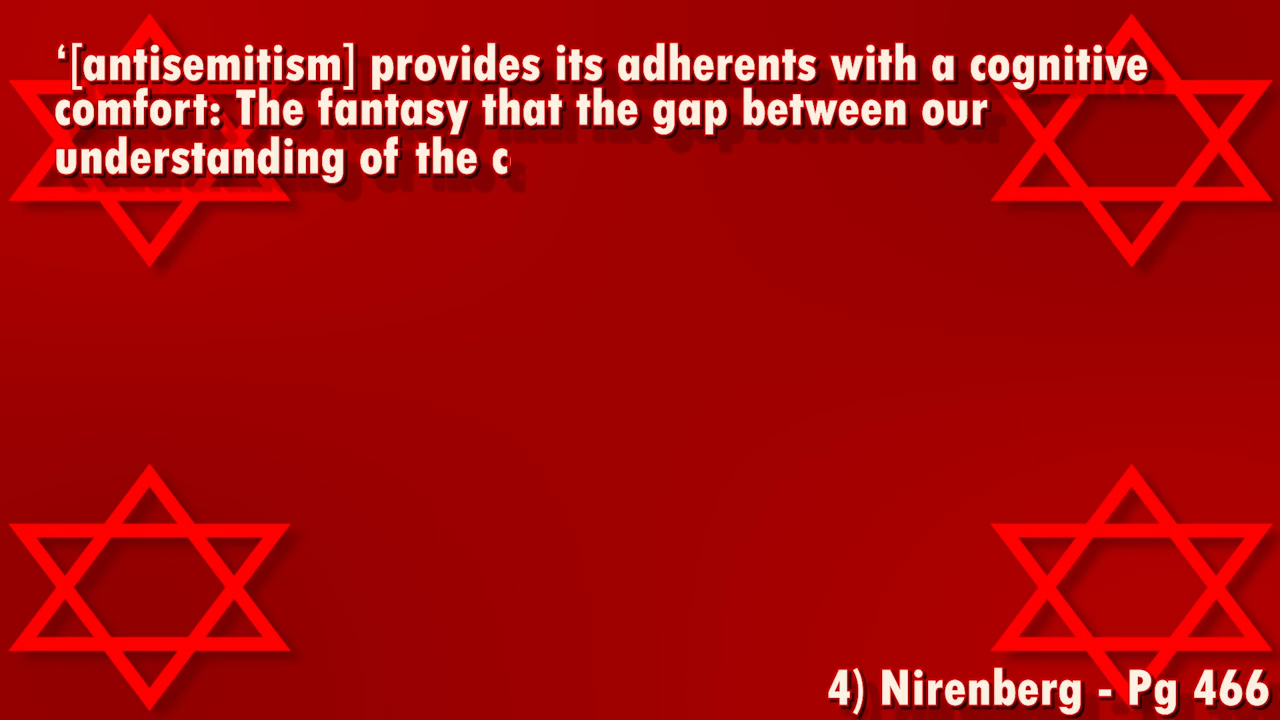 ‘[antisemitism] provides its adherents with a cognitive
comfort: The fantasy that the gap between our
understanding of the c
4) Nirenberg - Pg 466